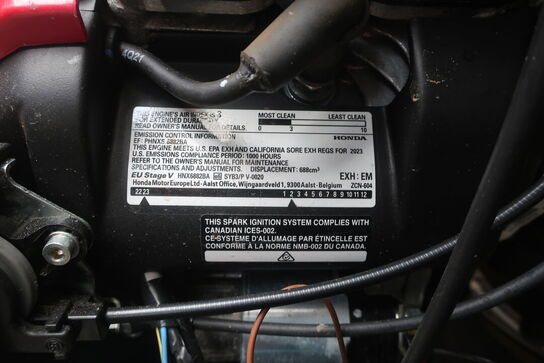 1Q21
THIS ENGINE'S AIR INDEX IS 3
FOR EXTENDED DURABILITY
READ OWNER'S MANUAL FOR DETAILS.
MOST CLEAN LEAST CLEAN
0 3 10
EMISSION CONTROL INFORMATION HONDA
EF: PHNXS.6882BA
THIS ENGINE MEETS U.S. EPA EXH AND CALIFORNIA SORE EXH REGS FOR 2023
U.S. EMISSIONS COMPLIANCE PERIOD: 1000 HOURS
REFER TO OWNER'S MANUAL FOR MAINTENANCE
SPECIFICATIONS AND ADJUSTMENTS. DISPLACEMENT: 688cm³
EU Stage V HNX6882BA SYB3/P V-0020 EXH : EM
Honda Motor Europe Ltd - Aalst Office, Wijngaardveld 1, 9300 Aalst - Belgium ZCN-604
2223 1 2 3 4 5 6 7 8 9 10 11 12
THIS SPARK IGNITION SYSTEM COMPLIES WITH
CANADIAN ICES-002.
CE-SYSTÈME D'ALLUMAGE PAR ÉTINCELLE EST
CONFORME À LA NORME NMB-002 DU CANADA.
>PP<